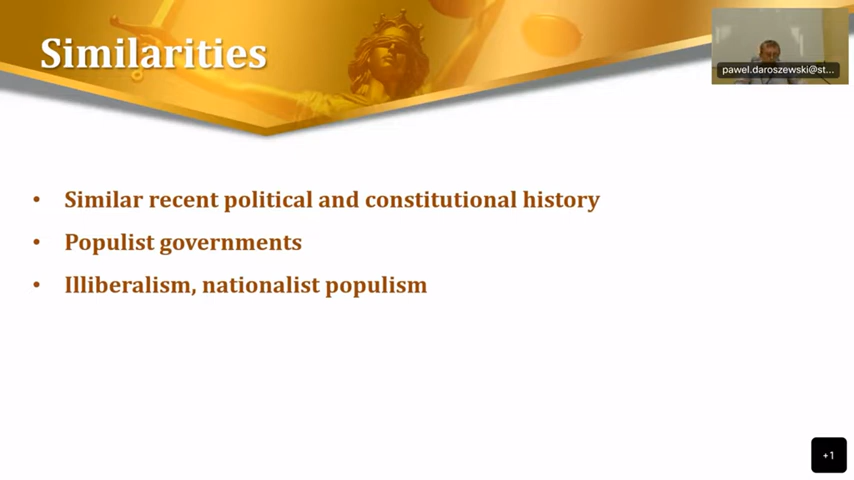 Similarities
pawel.daroszewski@st...
• Similar recent political and constitutional history
• Populist governments
• Illiberalism, nationalist populism
+1